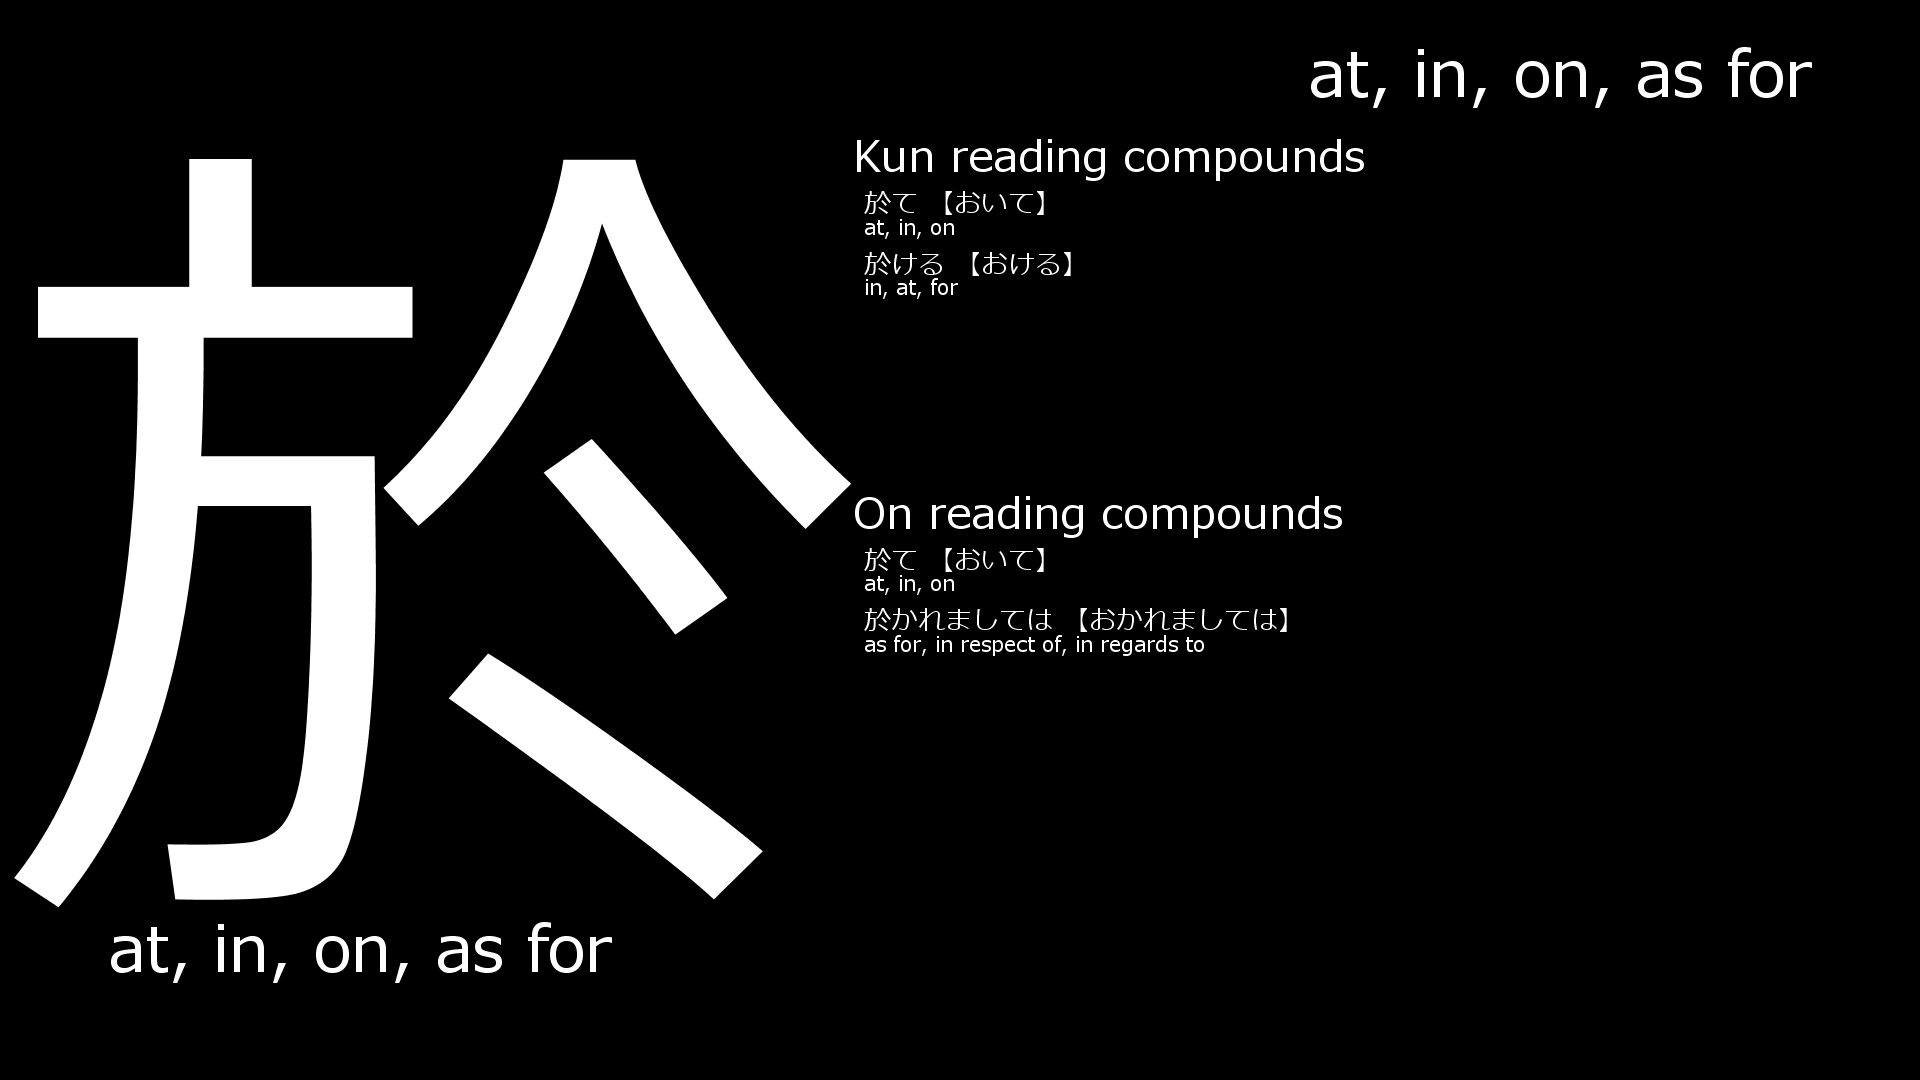 at, in, on, as for
於
Kun reading compounds
於て 【おいて】
at, in, on
於ける 【おける】
in, at, for
On reading compounds
於て 【おいて】
at, in, on
於かれましては 【おかれましては】
as for, in respect of, in regards to
at, in, on, as for